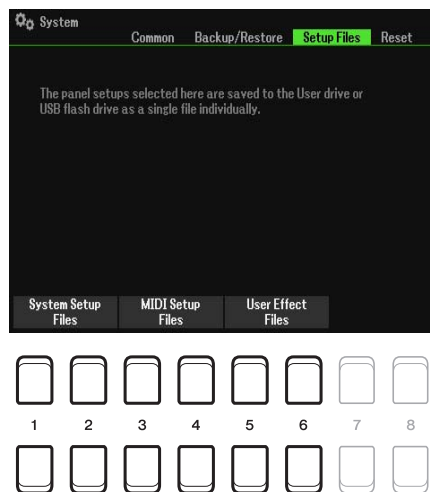 System
Common Backup/Restore Setup Files Reset
The panel setups selected here are saved to the User drive or
USB flash drive as a single file individually.
System Setup MIDI Setup User Effect
Files Files Files
1 2 3 4 5 6 7 8